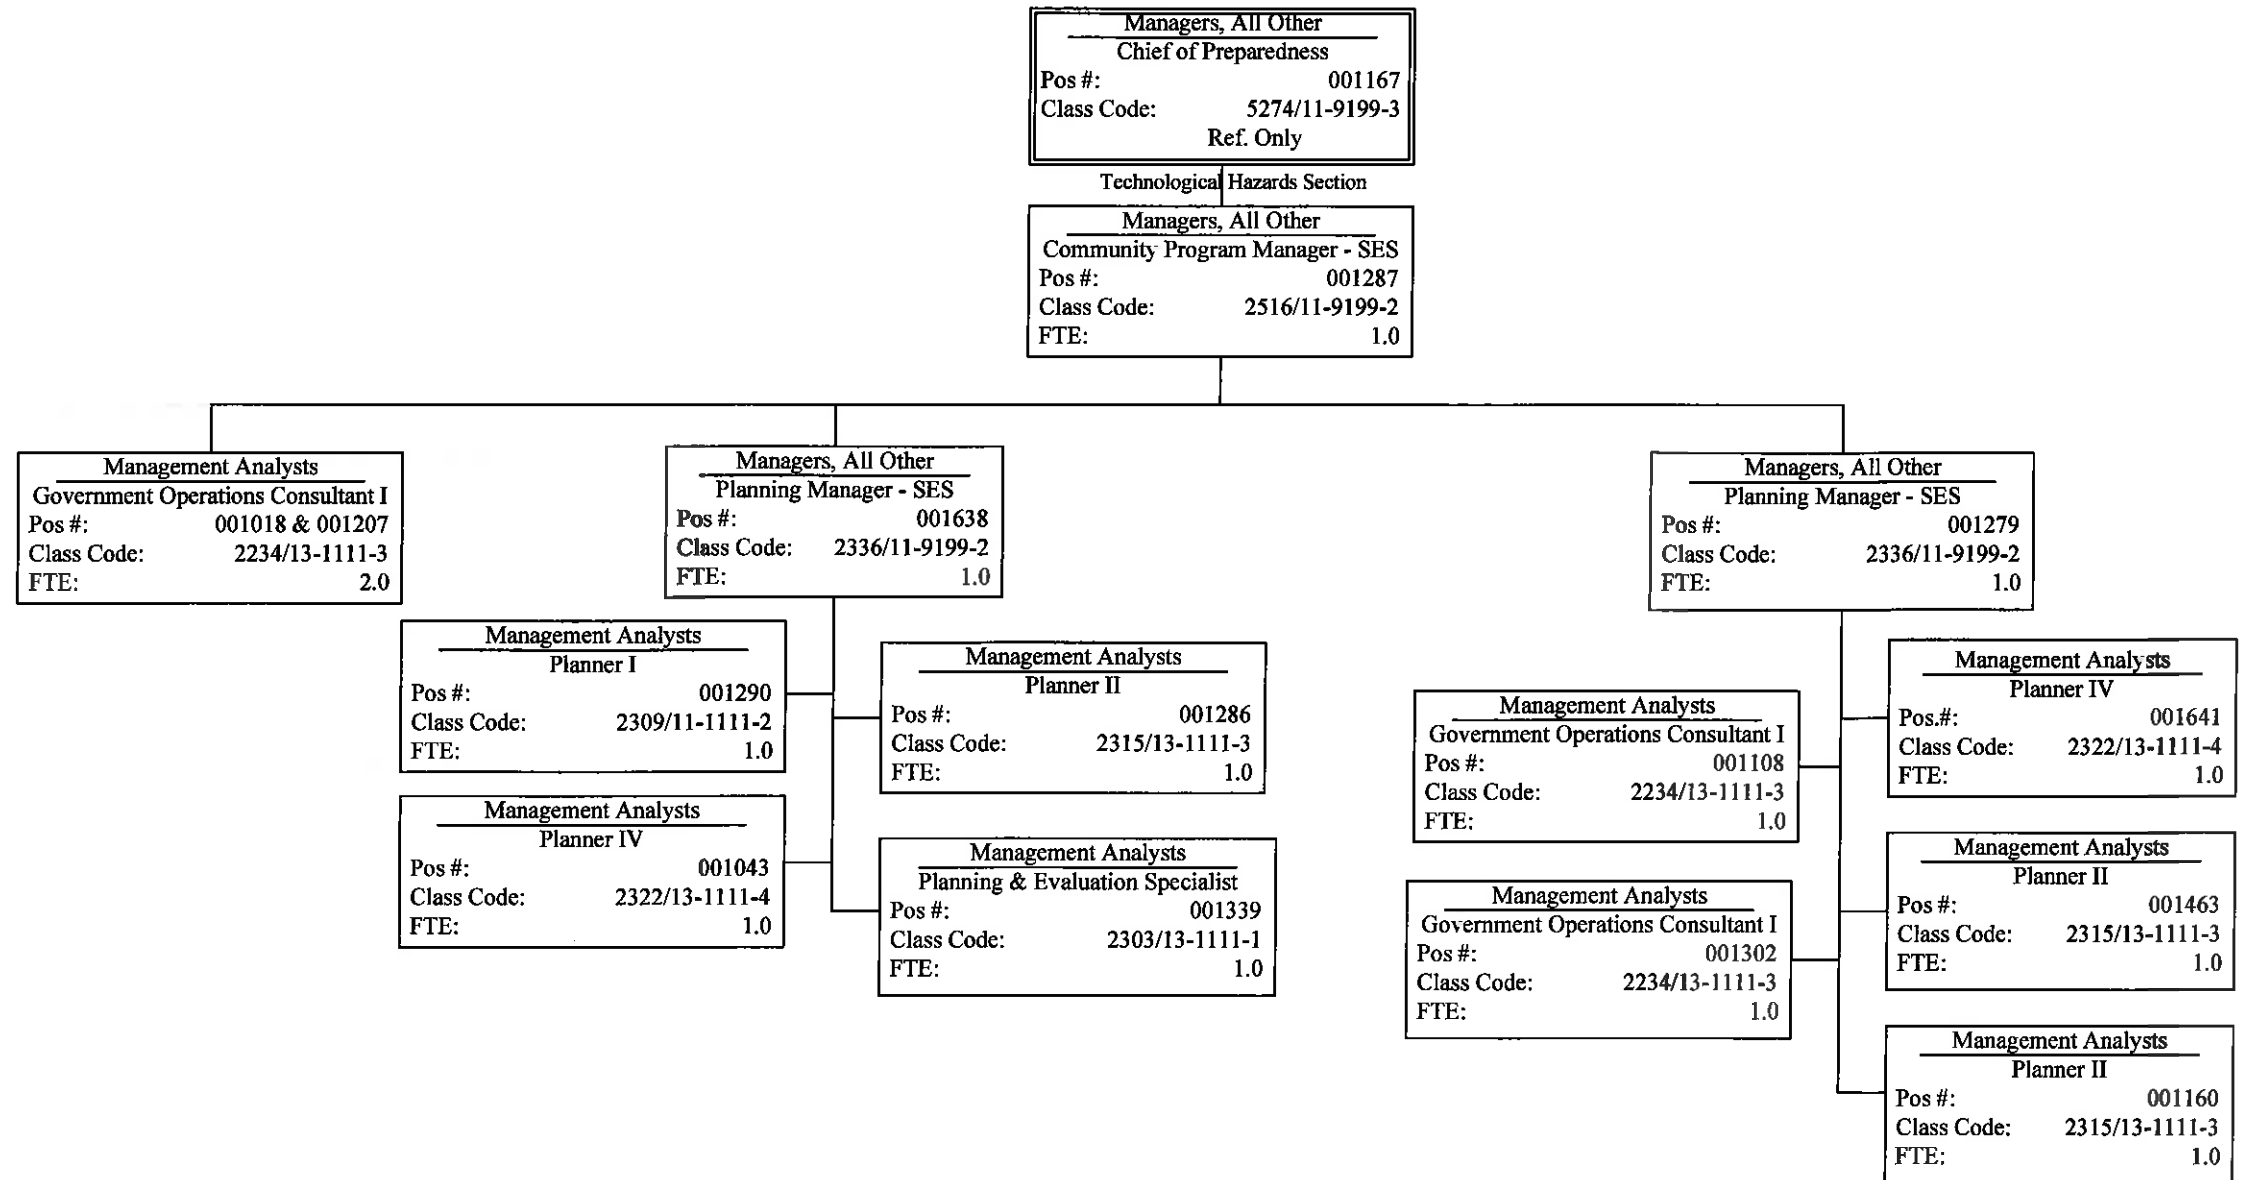 Managers, All Other
Chief of Preparedness
Pos #: 001167
Class Code: 5274/11-9199-3
Ref. Only
Technological Hazards Section
Managers, All Other
Community Program Manager - SES
Pos #: 001287
Class Code: 2516/11-9199-2
FTE: 1.0
Management Analysts
Government Operations Consultant I
Pos #: 001018 & 001207
Class Code: 2234/13-1111-3
FTE: 2.0
Managers, All Other
Planning Manager - SES
Pos #: 001638
Class Code: 2336/11-9199-2
FTE: 1.0
Management Analysts
Planner I
Pos #: 001290
Class Code: 2309/11-1111-2
FTE: 1.0
Management Analysts
Planner II
Pos #: 001286
Class Code: 2315/13-1111-3
FTE: 1.0
Management Analysts
Planner IV
Pos #: 001043
Class Code: 2322/13-1111-4
FTE: 1.0
Management Analysts
Planning & Evaluation Specialist
Pos #: 001339
Class Code: 2303/13-1111-1
FTE: 1.0
Managers, All Other
Planning Manager - SES
Pos #: 001279
Class Code: 2336/11-9199-2
FTE: 1.0
Management Analysts
Government Operations Consultant I
Pos #: 001108
Class Code: 2234/13-1111-3
FTE: 1.0
Management Analysts
Planner IV
Pos.#: 001641
Class Code: 2322/13-1111-4
FTE: 1.0
Management Analysts
Government Operations Consultant I
Pos #: 001302
Class Code: 2234/13-1111-3
FTE: 1.0
Management Analysts
Planner II
Pos #: 001463
Class Code: 2315/13-1111-3
FTE: 1.0
Management Analysts
Planner II
Pos #: 001160
Class Code: 2315/13-1111-3
FTE: 1.0